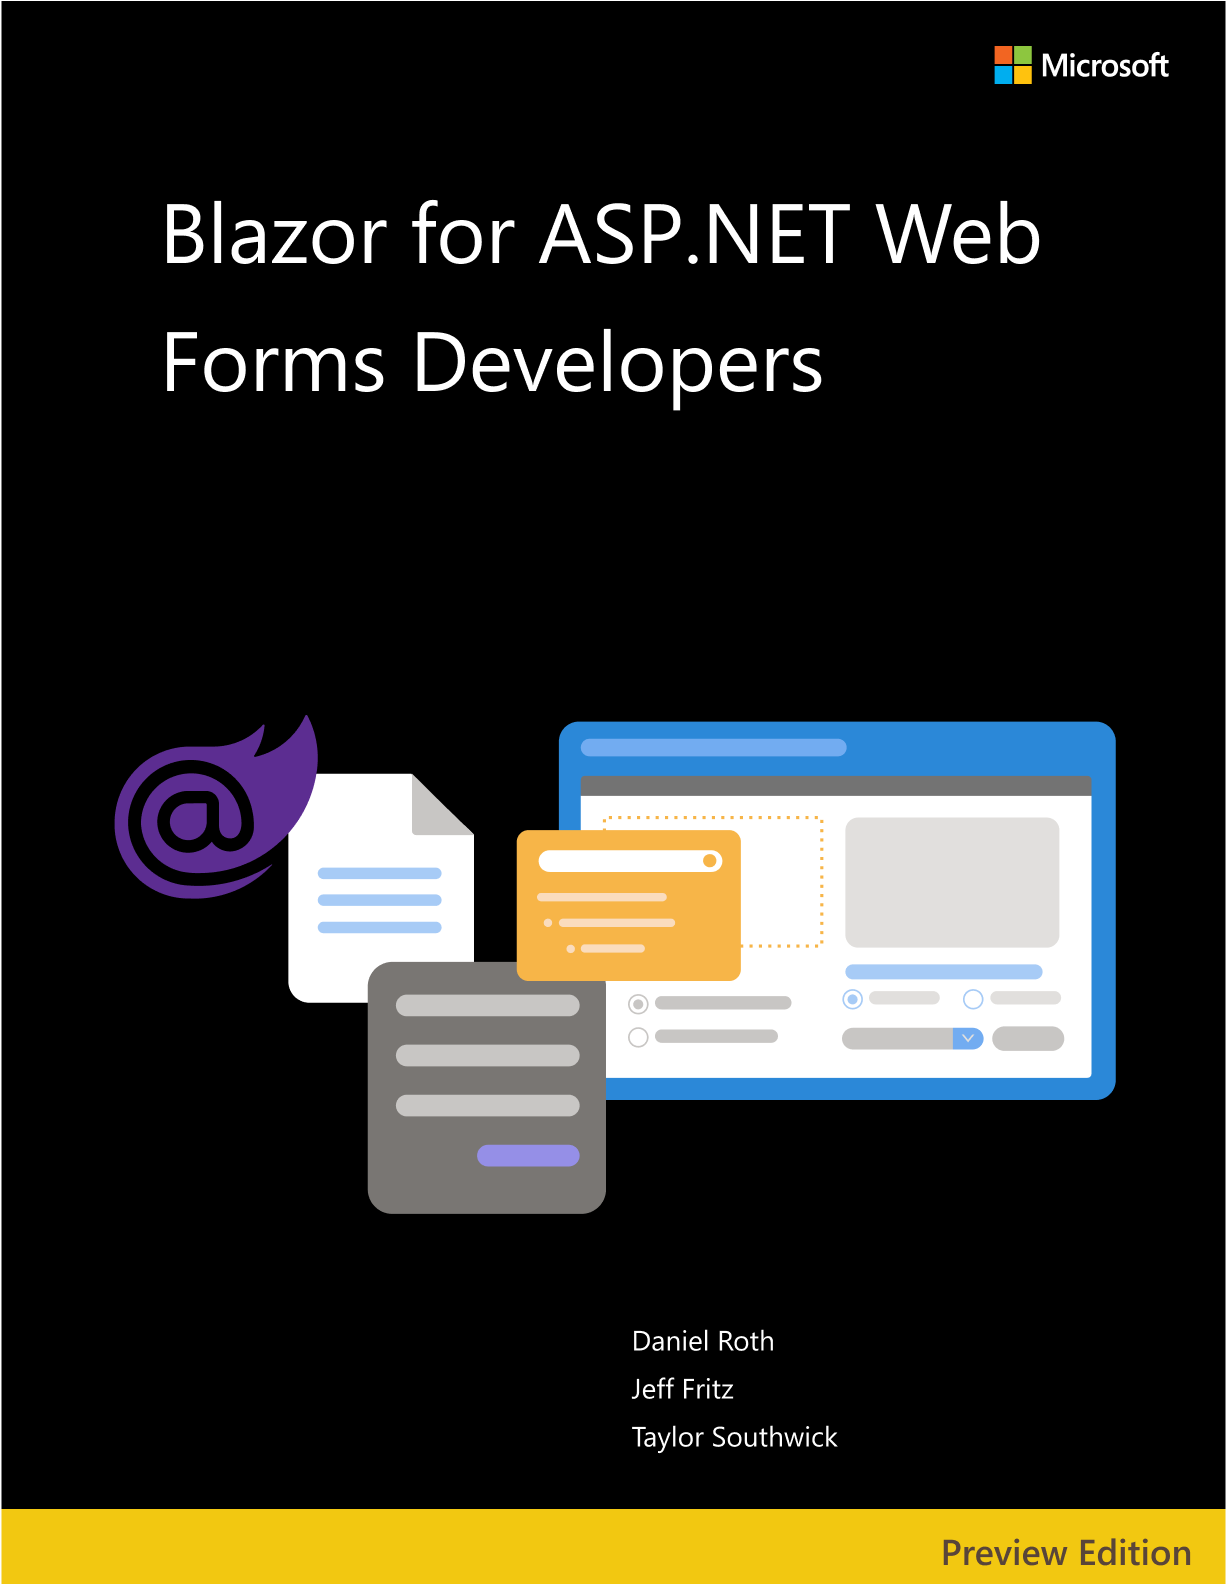 Microsoft
Blazor for ASP.NET Web
Forms Developers
Daniel Roth
Jeff Fritz
Taylor Southwick
Preview Edition